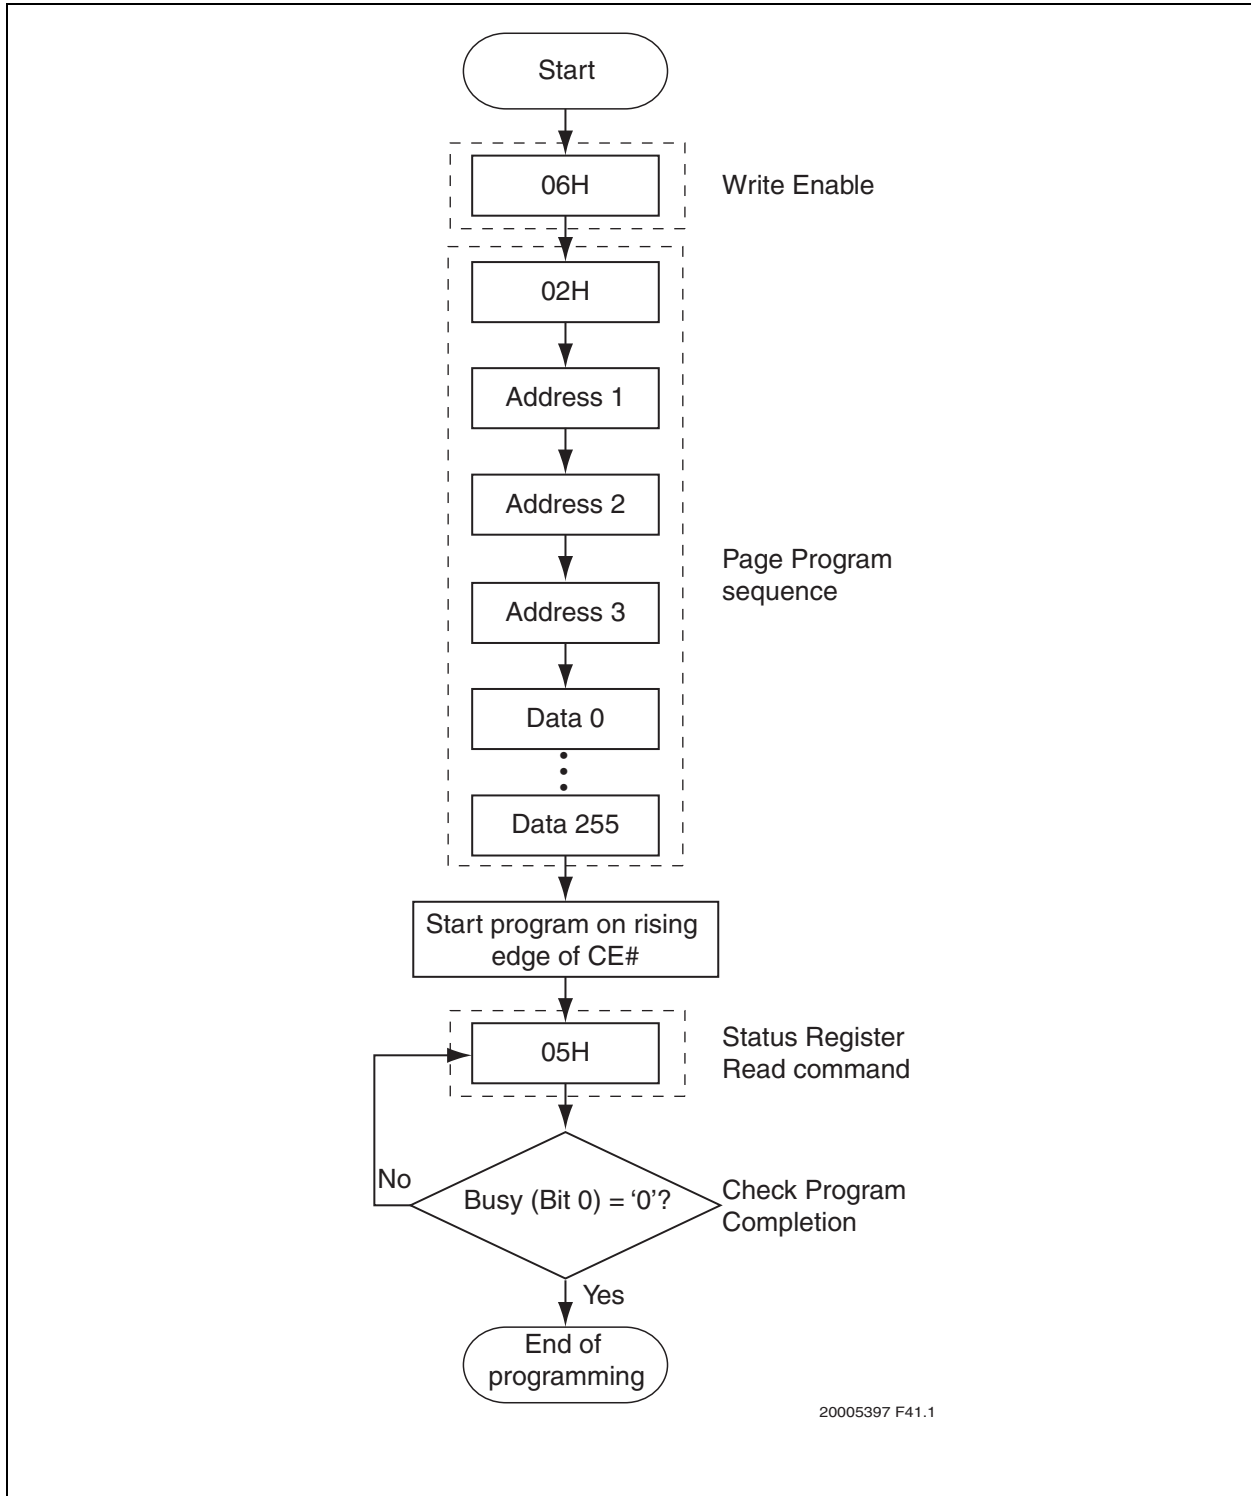 Start
06H
Write Enable
02H
Address 1
Address 2
Address 3
Page Program
sequence
Data 0
Data 255
Start program on rising
edge of CE#
05H
Status Register
Read command
No
Busy (Bit 0) = ‘0’?
Check Program
Completion
Yes
End of
programming
20005397 F41.1